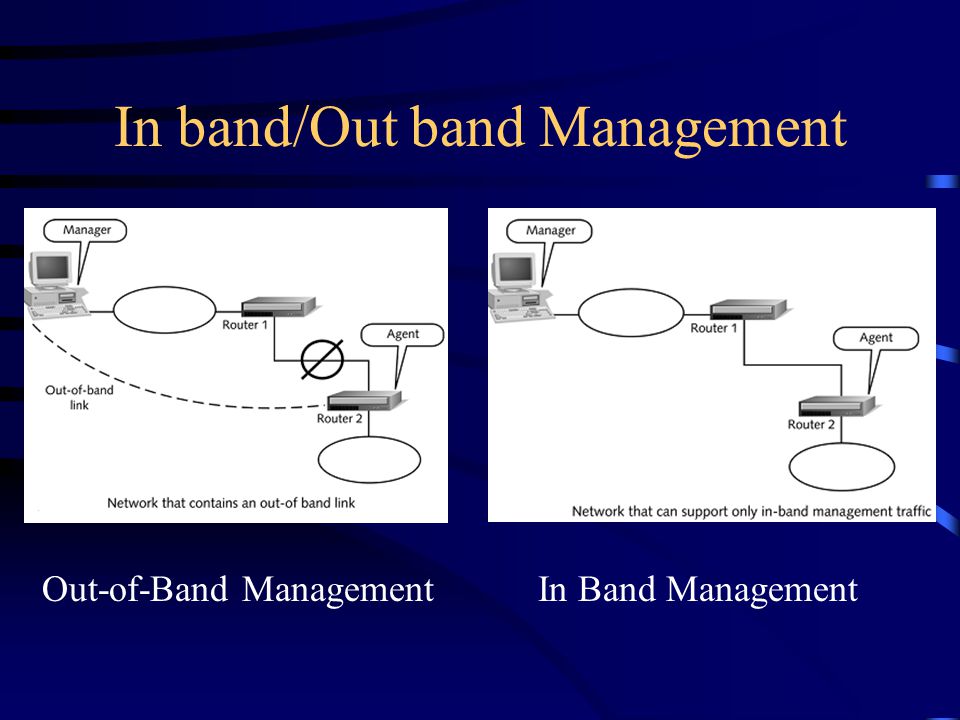 In band/Out band Management
Manager
Router 1
Agent
Out-of-band
link
Router 2
Network that contains an out-of band link
Manager
Router 1
Agent
Router 2
Network that can support only in-band management traffic
Out-of-Band Management
In Band Management